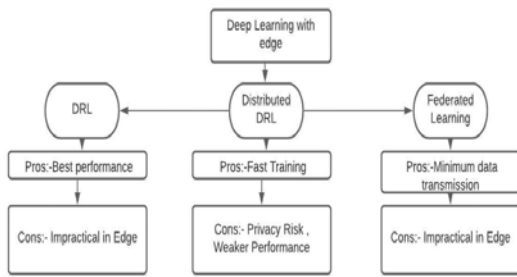 Deep Learning with
edge
DRL
Distributed
DRL
Federated
Learning
Pros:-Best performance
Pros:-Fast Training
Pros:-Minimum data
transmission
Cons:- Impractical in Edge
Cons:- Privacy Risk ,
Weaker Performance
Cons:- Impractical in Edge